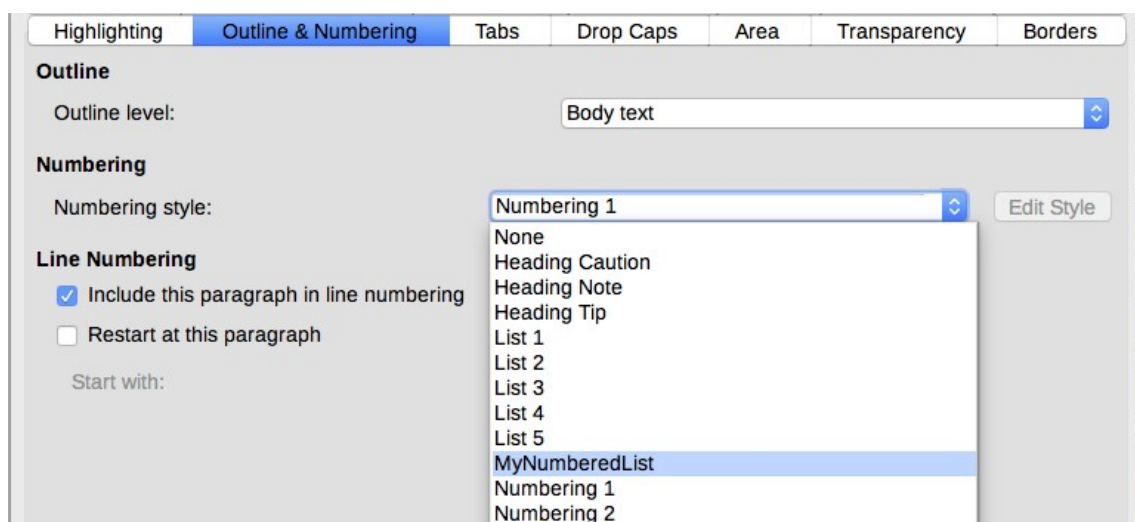 Highlighting Outline & Numbering Tabs Drop Caps Area Transparency Borders
Outline
Outline level: Body text
Numbering
Numbering style: Numbering 1 Edit Style
None
Line Numbering Heading Caution
Include this paragraph in line numbering Heading Note
Heading Tip
Restart at this paragraph List 1
List 2
Start with: List 3
List 4
List 5
MyNumberedList
Numbering 1
Numbering 2